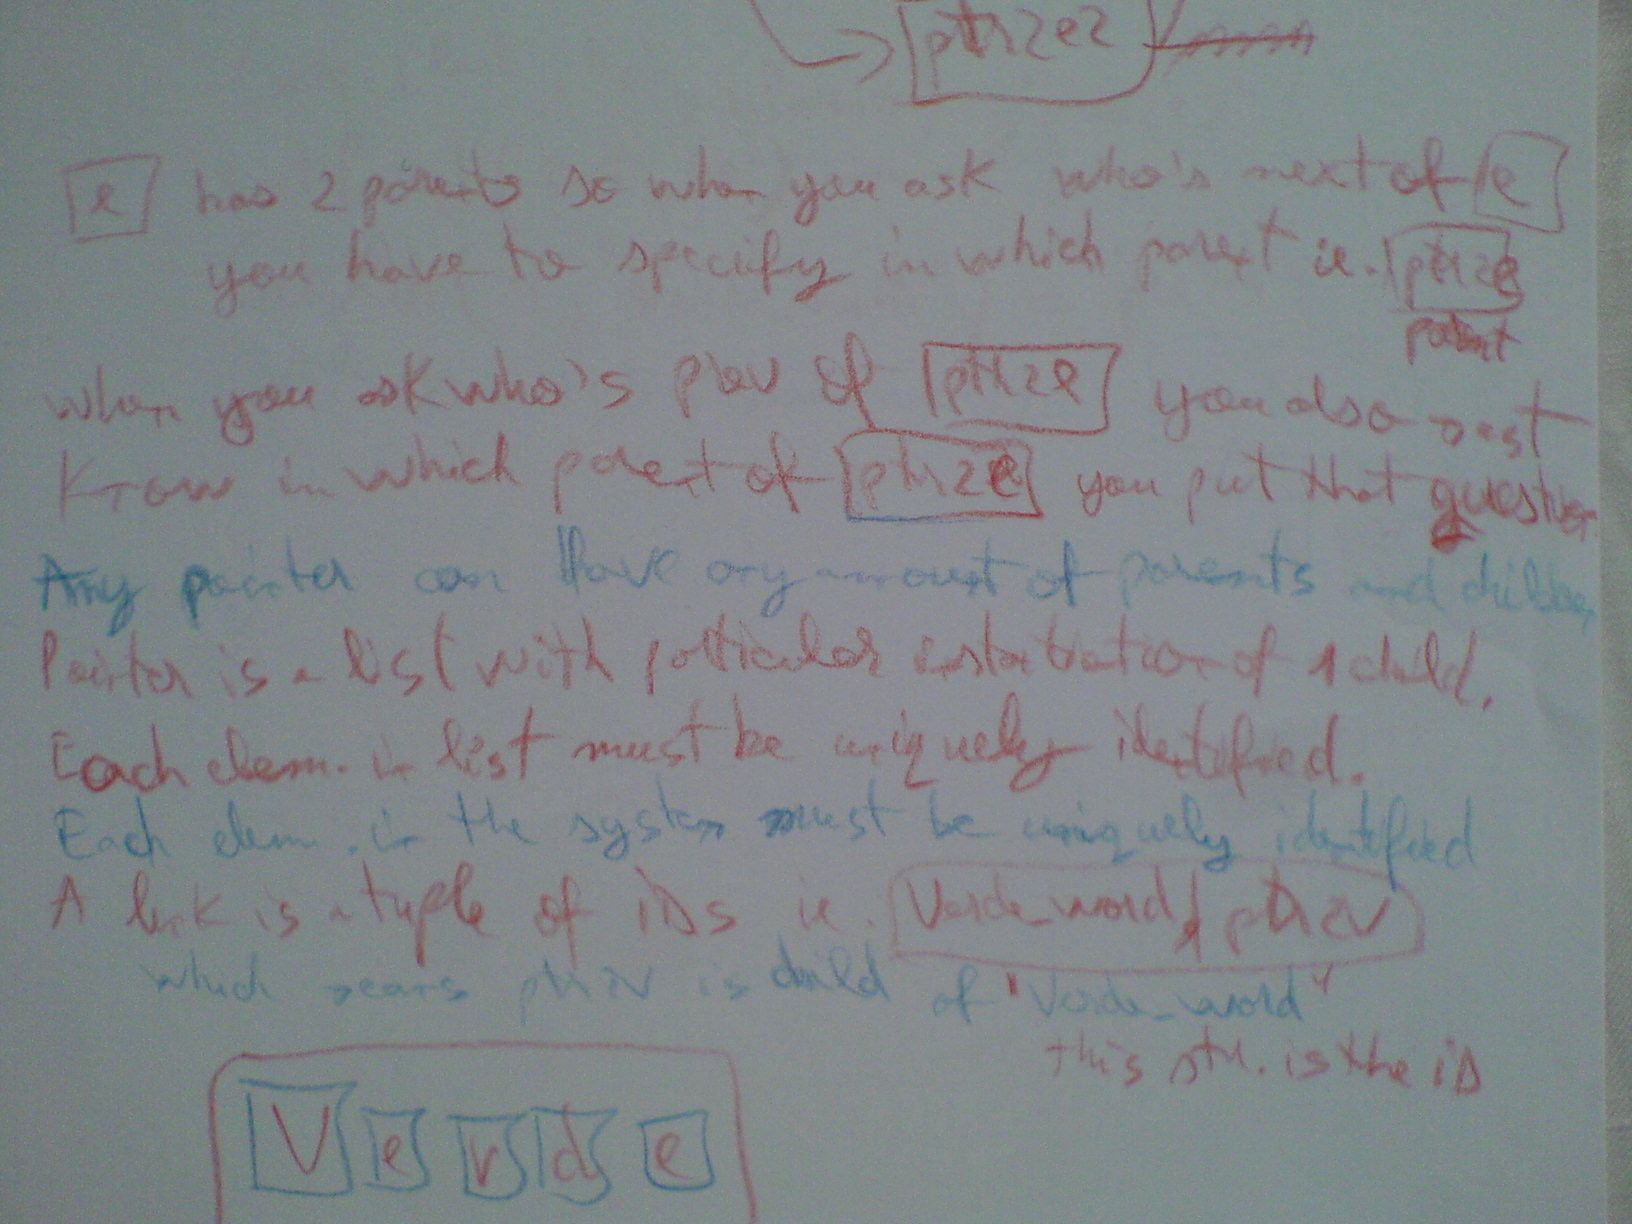 ptr2e2
e has 2 parents so when you ask who's next of e
you have to specify in which parent ie. ptr2e
parent
when you ask who's prev of ptr2e you also must
know in which parent of ptr2e you put that question
Any pointer can have any amount of parents and children
Pointer is a list with particular of 1 child.
Each elem. in list must be uniquely identified.
Each elem. in the system must be uniquely identified
A link is a tuple of iDs ie. Verde_word, ptr2V
which means ptr2V is child of "Verde_word"
this str. is the iD
V e r d e